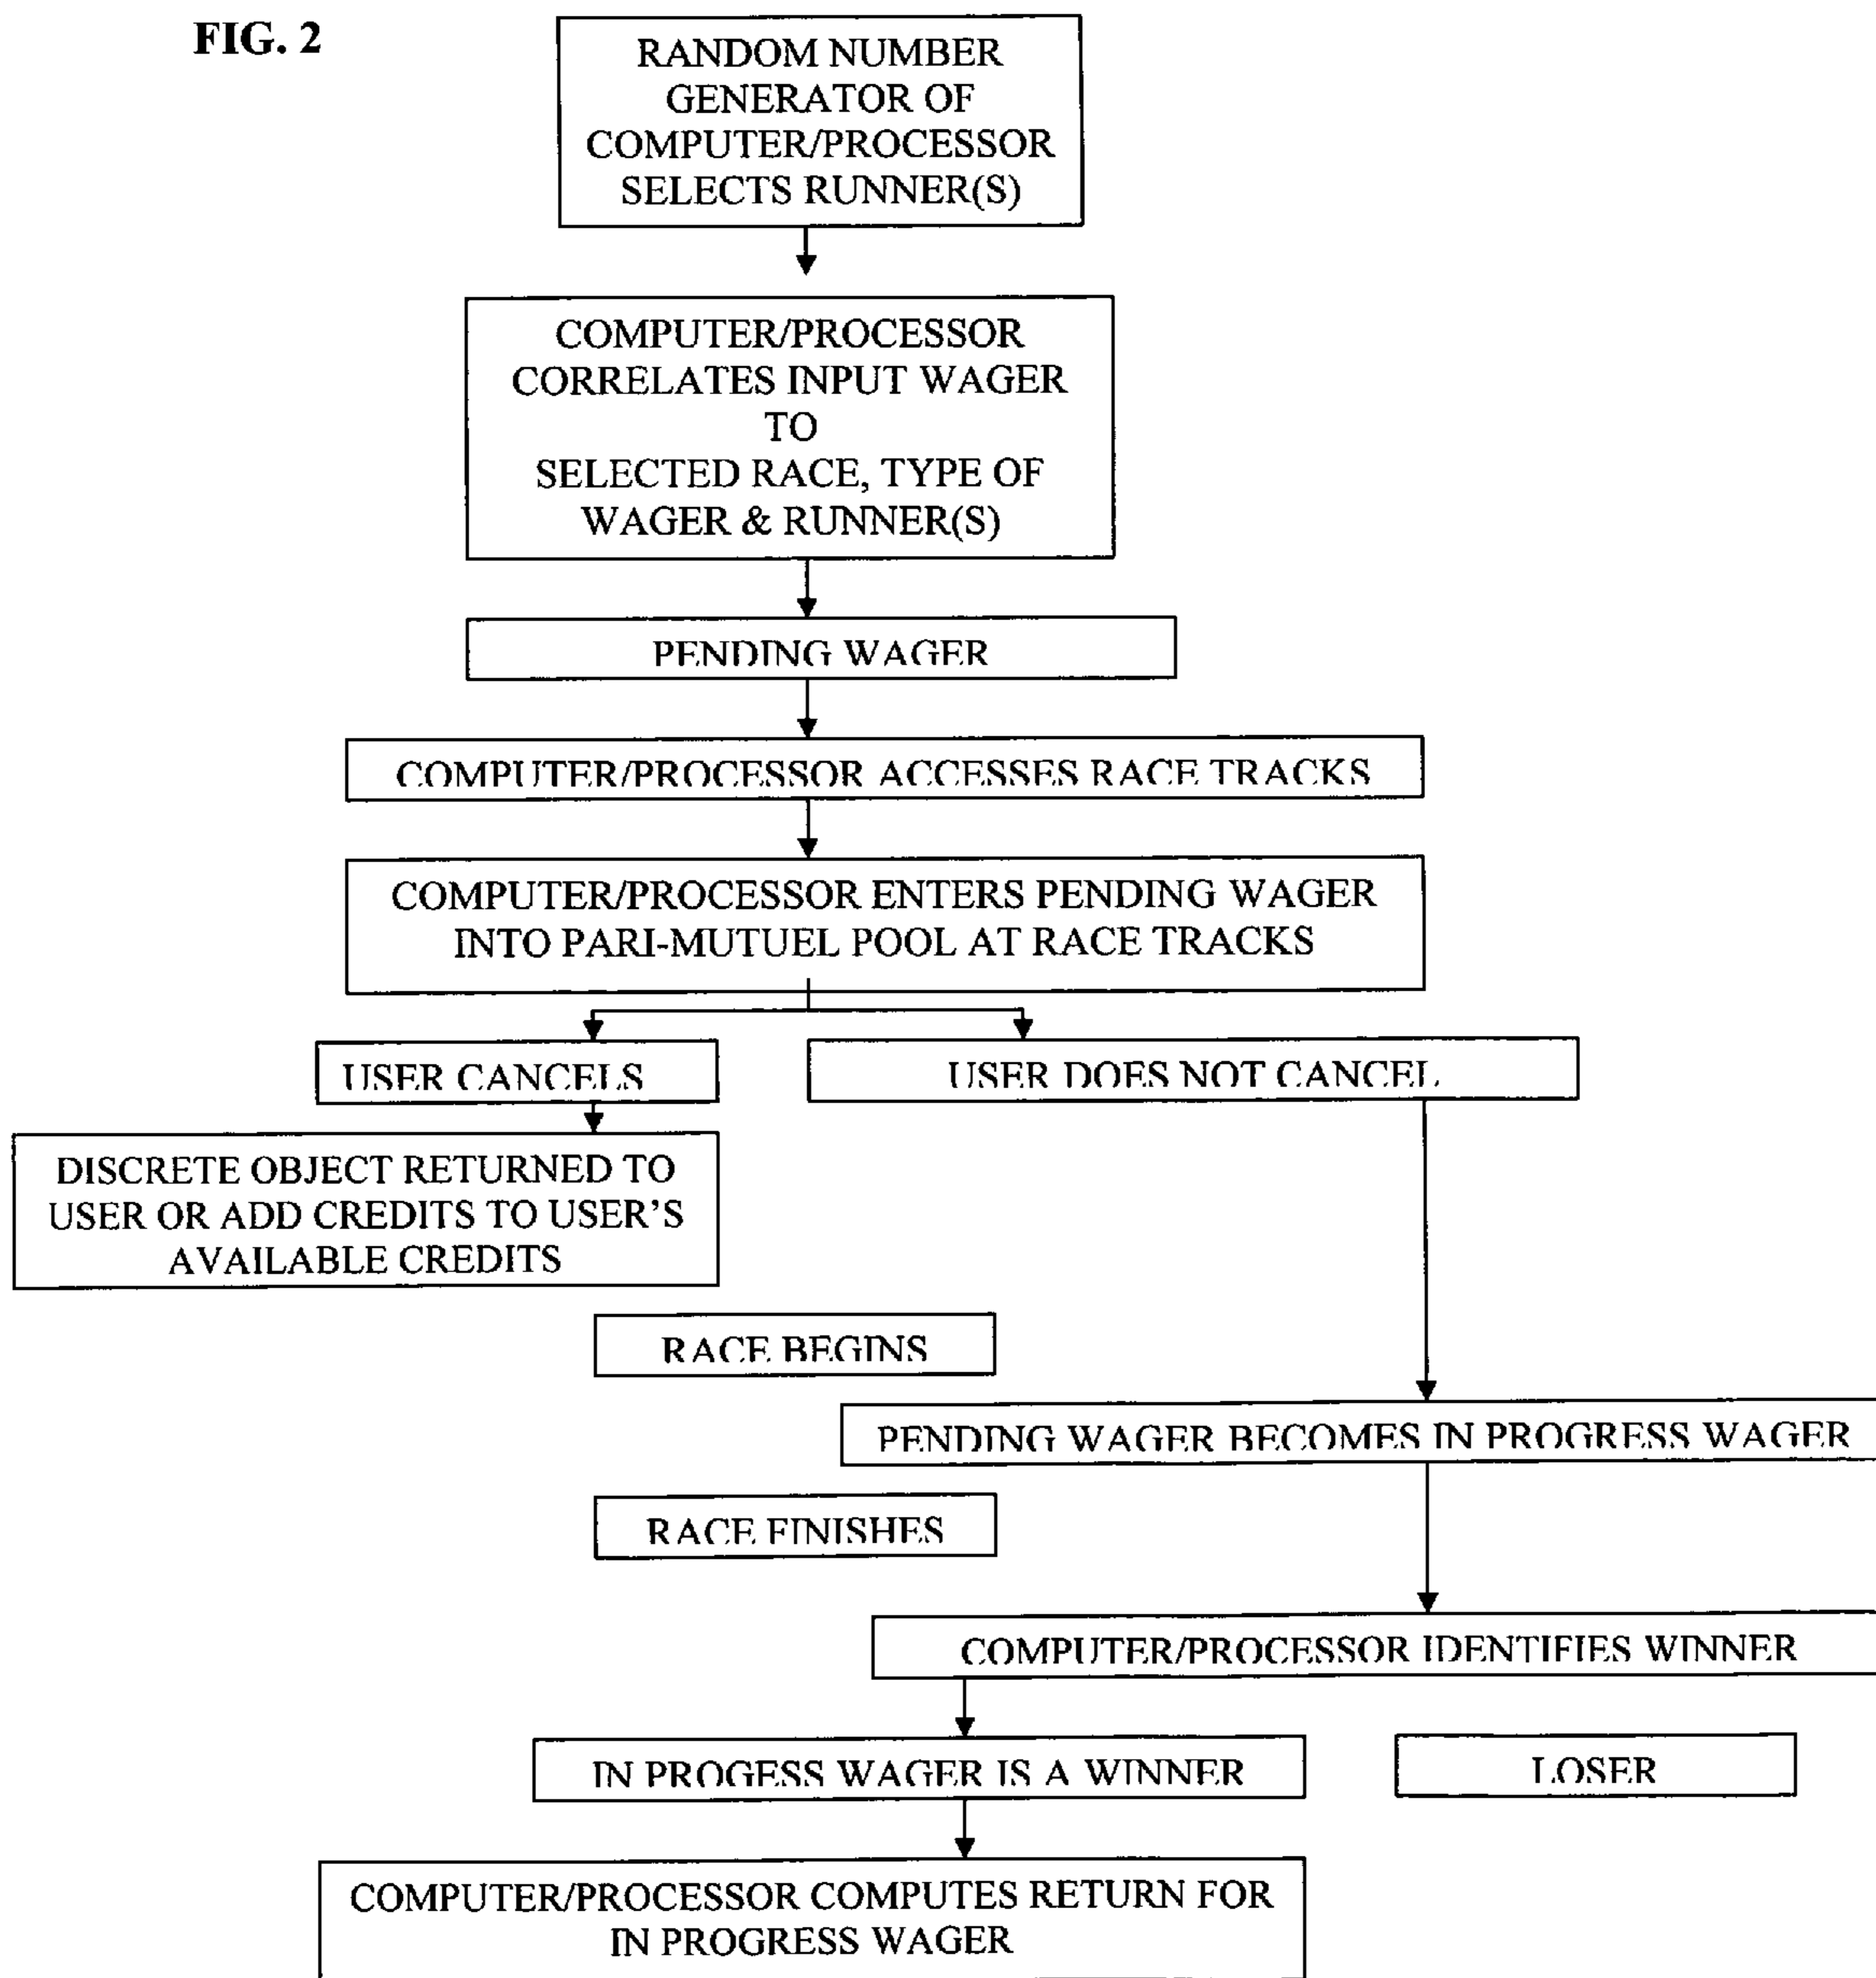 FIG. 2
RANDOM NUMBER
GENERATOR OF
COMPUTER/PROCESSOR
SELECTS RUNNER(S)
COMPUTER/PROCESSOR
CORRELATES INPUT WAGER
TO
SELECTED RACE, TYPE OF
WAGER & RUNNER(S)
PENDING WAGER
COMPUTER/PROCESSOR ACCESSES RACE TRACKS
COMPUTER/PROCESSOR ENTERS PENDING WAGER
INTO PARI-MUTUEL POOL AT RACE TRACKS
USER CANCELS
USER DOES NOT CANCEL
DISCRETE OBJECT RETURNED TO
USER OR ADD CREDITS TO USER'S
AVAILABLE CREDITS
RACE BEGINS
PENDING WAGER BECOMES IN PROGRESS WAGER
RACE FINISHES
COMPUTER/PROCESSOR IDENTIFIES WINNER
IN PROGESS WAGER IS A WINNER
LOSER
COMPUTER/PROCESSOR COMPUTES RETURN FOR
IN PROGRESS WAGER